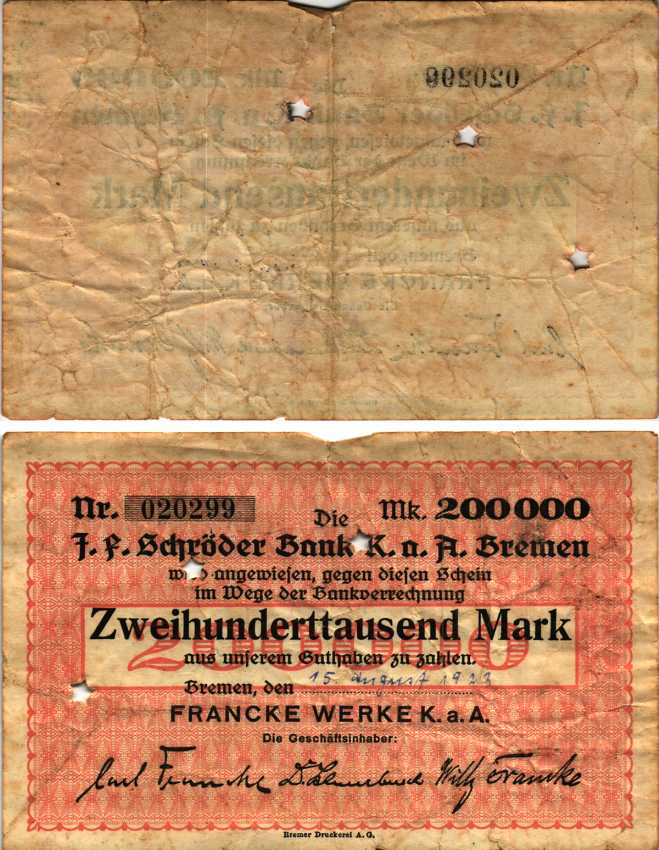 Nr. 020299 Die Mk. 200000
J. F. Schröder Bank K. a. A. Bremen
wird angewiesen, gegen diesen Schein
im Wege der Bankverrechnung
Zweihunderttausend Mark
200000
aus unserem Guthaben zu zahlen.
Bremen, den 15. August 1923
FRANCKE WERKE K. a. A.
Die Geschäftsinhaber:
Carl Francke Willy Francke
Bremer Druckerei A. G.